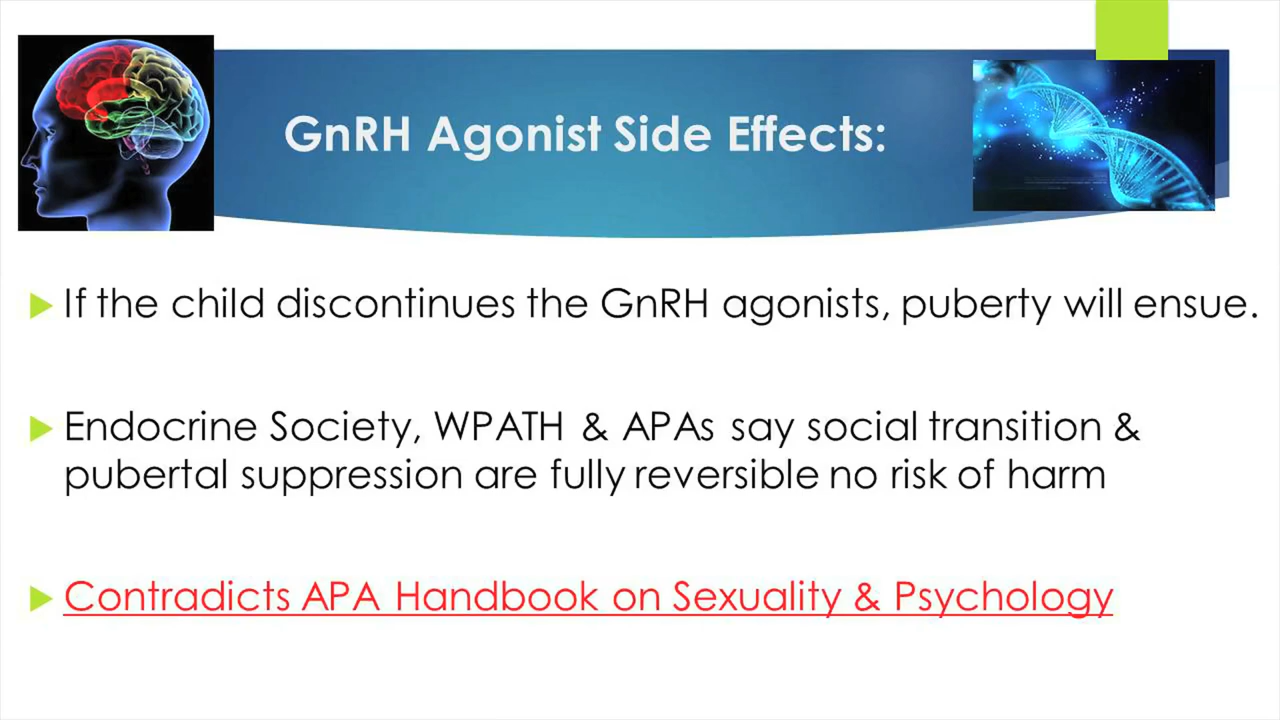 GnRH Agonist Side Effects:
If the child discontinues the GnRH agonists, puberty will ensue.
Endocrine Society, WPATH & APAs say social transition &
pubertal suppression are fully reversible no risk of harm
Contradicts APA Handbook on Sexuality & Psychology